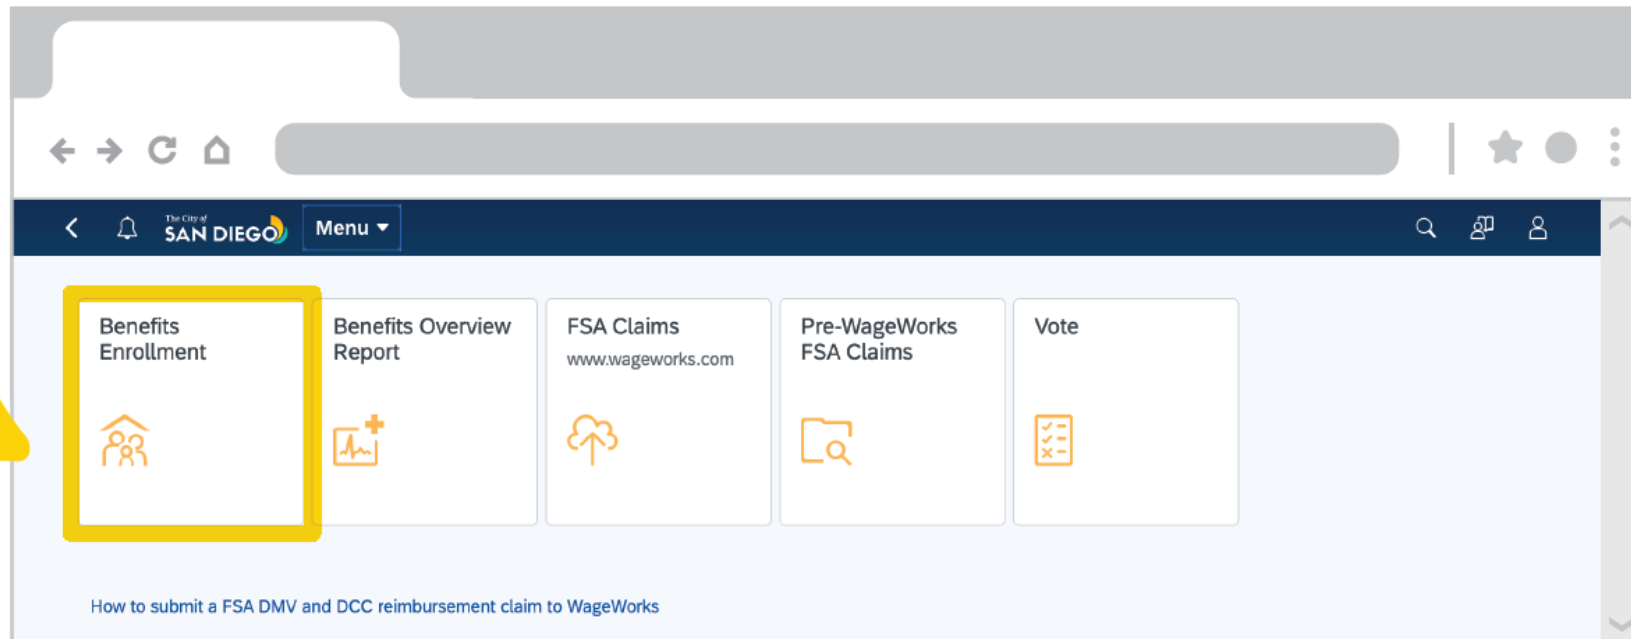 The City of
SAN DIEGO
Menu
Benefits
Enrollment
Benefits Overview
Report
FSA Claims
www.wageworks.com
Pre-WageWorks
FSA Claims
Vote
How to submit a FSA DMV and DCC reimbursement claim to WageWorks